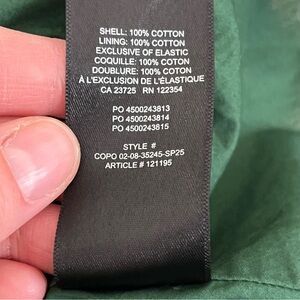 SHELL: 100% COTTON
LINING: 100% COTTON
EXCLUSIVE OF ELASTIC
COQUILLE: 100% COTON
DOUBLURE: 100% COTON
À L'EXCLUSION DE L'ÉLASTIQUE
CA 23725 RN 122354
PO 4500243813
PO 4500243814
PO 4500243815
STYLE #
COPO 02-08-35245-SP25
ARTICLE # 121195